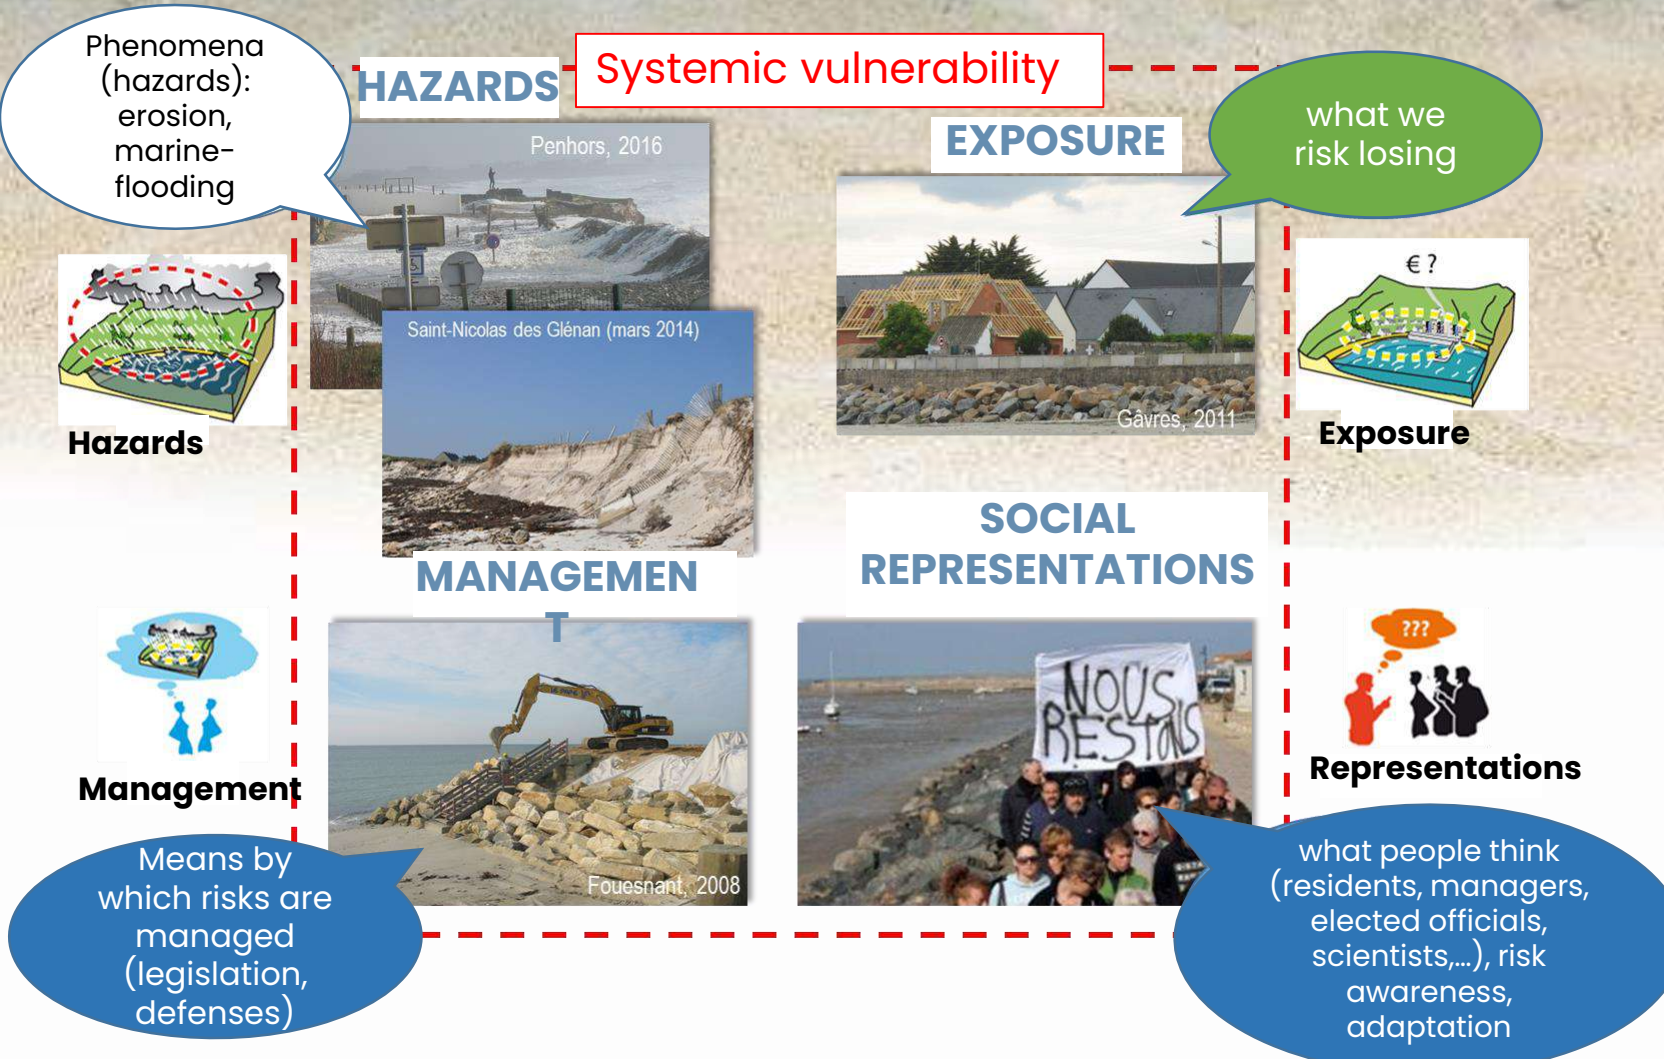 Systemic vulnerability
Phenomena
(hazards):
erosion,
marine-
flooding
HAZARDS
Penhors, 2016
Saint-Nicolas des Glénan (mars 2014)
Hazards
EXPOSURE
what we
risk losing
Gâvres, 2011
€ ?
Exposure
MANAGEMEN
T
Fouesnant, 2008
Management
Means by
which risks are
managed
(legislation,
defenses)
SOCIAL
REPRESENTATIONS
NOUS
RESTONS
???
Representations
what people think
(residents, managers,
elected officials,
scientists,...), risk
awareness,
adaptation